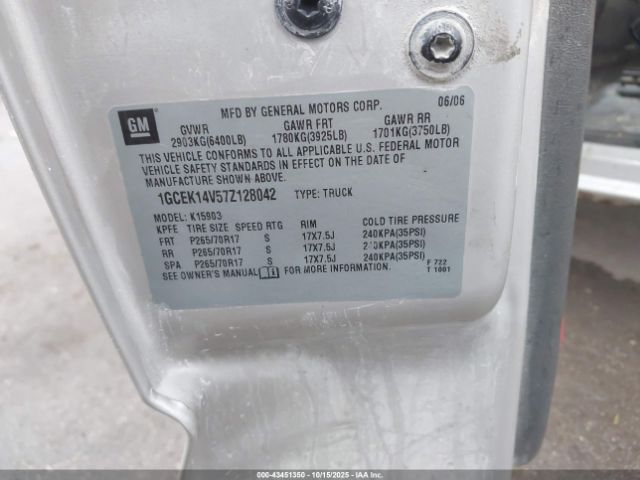 GM
MFD BY GENERAL MOTORS CORP. 06/06
GVWR GAWR FRT GAWR RR
2903KG(6400LB) 1780KG(3925LB) 1701KG(3750LB)
THIS VEHICLE CONFORMS TO ALL APPLICABLE U.S. FEDERAL MOTOR
VEHICLE SAFETY STANDARDS IN EFFECT ON THE DATE OF
MANUFACTURE SHOWN ABOVE.
1GCEK14V57Z128042 TYPE: TRUCK
MODEL: K15903
KPFE TIRE SIZE SPEED RTG RIM COLD TIRE PRESSURE
FRT P265/70R17 S 17X7.5J 240KPA(35PSI)
RR P265/70R17 S 17X7.5J 240KPA(35PSI)
SPA P265/70R17 S 17X7.5J 240KPA(35PSI)
SEE OWNER'S MANUAL FOR MORE INFORMATION. F 722
T 1001
000-43451350 | 10/15/2025 | COPART